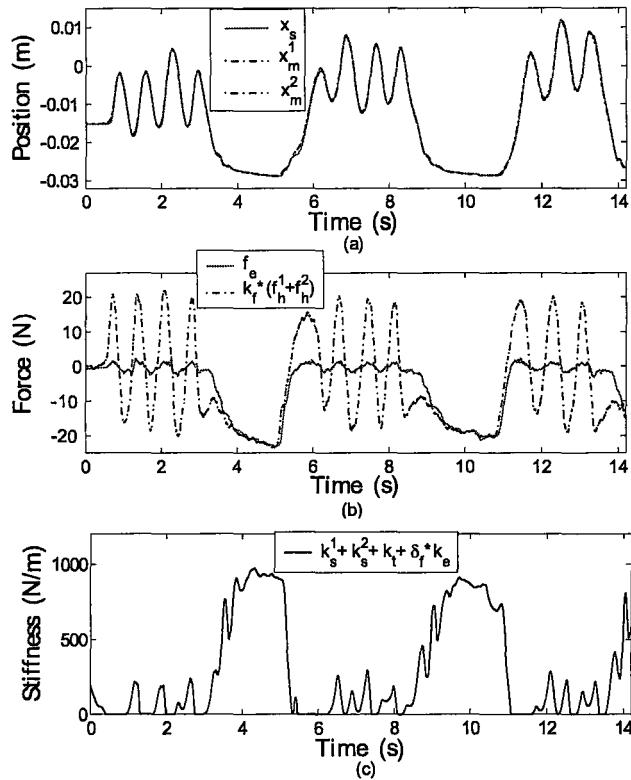 0.01
0
-0.01
-0.03
Position (m)
x_s
x_m^1
x_m^2
0 2 4 6 8 10 12 14
Time (s)
(a)
f_e
k_f*(f_h^1+f_h^2)
20
10
0
-10
-20
Force (N)
0 2 4 6 8 10 12 14
Time (s)
(b)
k_s^1+ k_s^2+ k_t+ δ_f*k_e
1000
500
0
Stiffness (N/m)
0 2 4 6 8 10 12 14
Time (s)
(c)